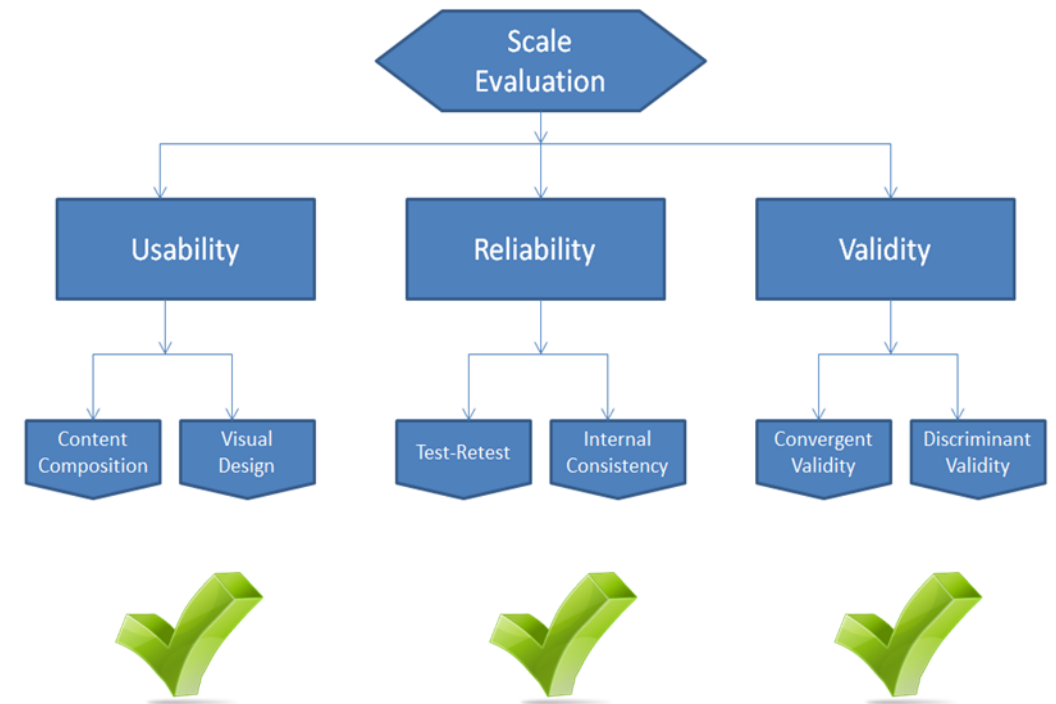 Scale
Evaluation
Usability
Reliability
Validity
Content
Composition
Visual
Design
Test-Retest
Internal
Consistency
Convergent
Validity
Discriminant
Validity